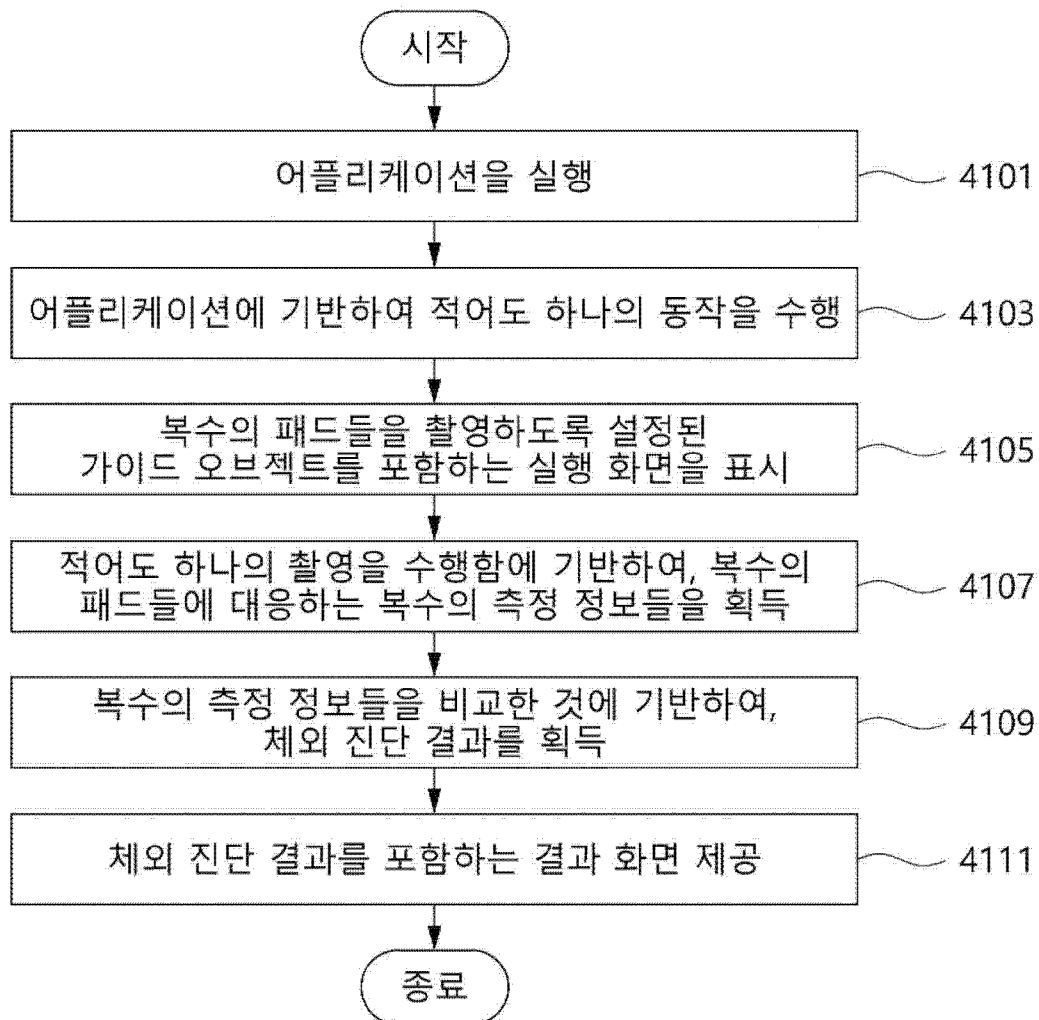 시작
어플리케이션을 실행
4101
어플리케이션에 기반하여 적어도 하나의 동작을 수행
4103
복수의 패드들을 촬영하도록 설정된
가이드 오브젝트를 포함하는 실행 화면을 표시
4105
적어도 하나의 촬영을 수행함에 기반하여, 복수의
패드들에 대응하는 복수의 측정 정보들을 획득
4107
복수의 측정 정보들을 비교한 것에 기반하여,
체외 진단 결과를 획득
4109
체외 진단 결과를 포함하는 결과 화면 제공
4111
종료